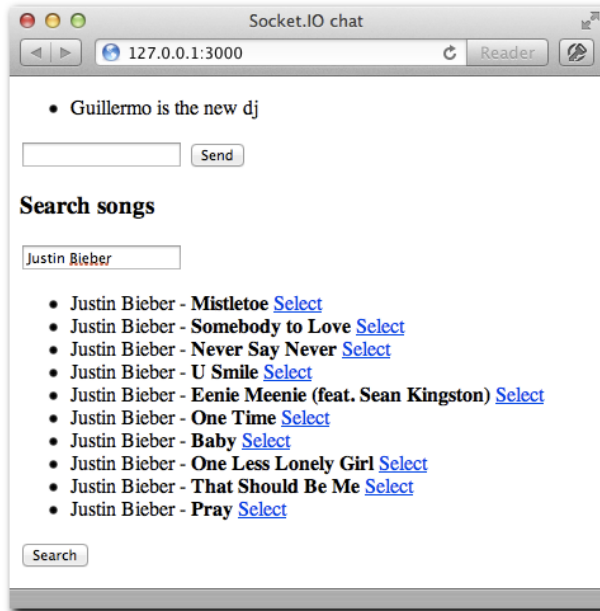 Socket.IO chat
127.0.0.1:3000
Reader
Guillermo is the new dj
Send
Search songs
Justin Bieber
Justin Bieber - Mistletoe Select
Justin Bieber - Somebody to Love Select
Justin Bieber - Never Say Never Select
Justin Bieber - U Smile Select
Justin Bieber - Eenie Meenie (feat. Sean Kingston) Select
Justin Bieber - One Time Select
Justin Bieber - Baby Select
Justin Bieber - One Less Lonely Girl Select
Justin Bieber - That Should Be Me Select
Justin Bieber - Pray Select
Search